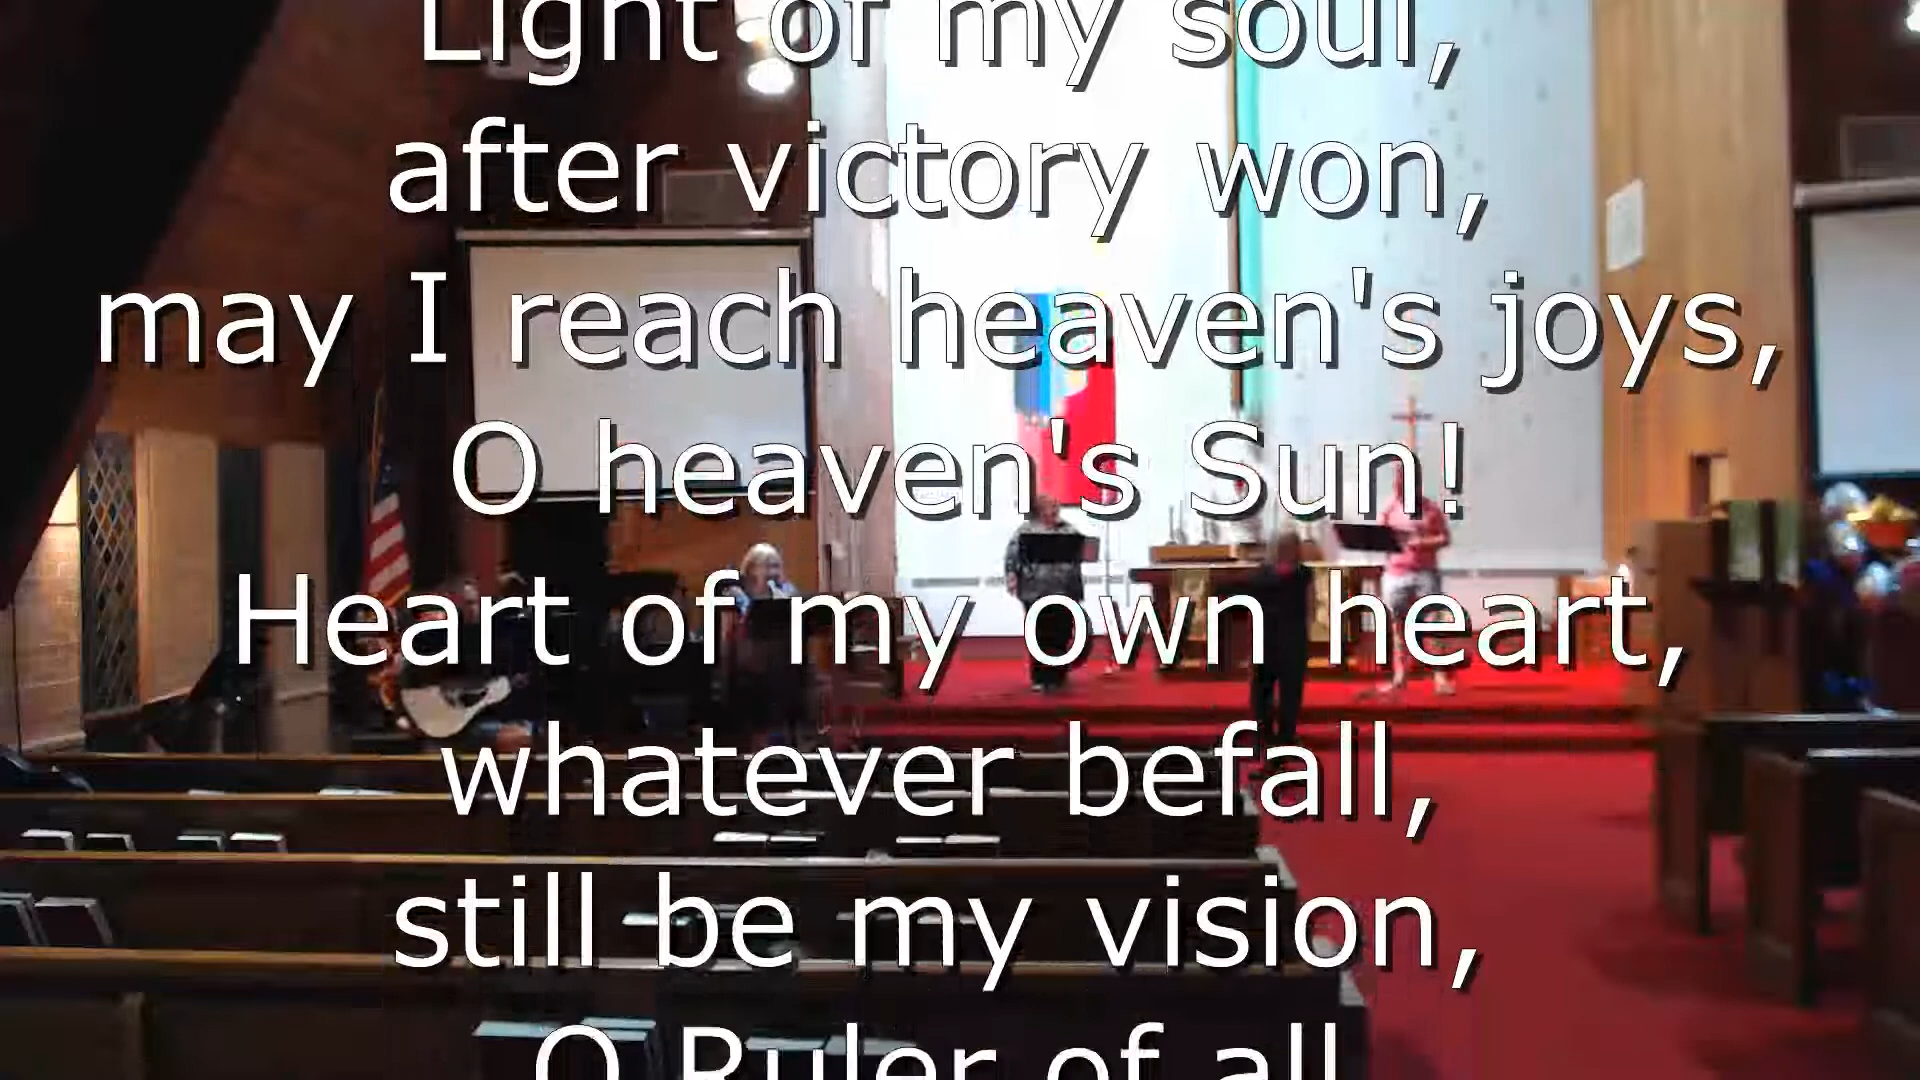 Light of my soul,
after victory won,
may I reach heaven's joys,
O heaven's Sun!
Heart of my own heart,
whatever befall,
still be my vision,
O Ruler of all